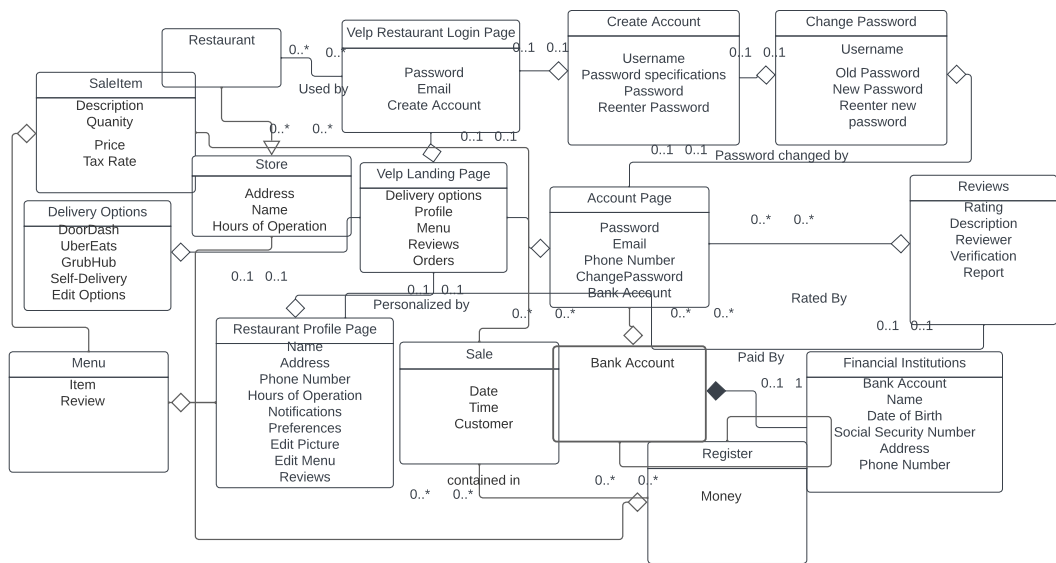 Restaurant
0..*
0..*
Used by
Velp Restaurant Login Page
Password
Email
Create Account
0..1
0..1
Create Account
Username
Password specifications
Password
Reenter Password
0..1
0..1
Change Password
Username
Old Password
New Password
Reenter new
password
SaleItem
Description
Quanity
Price
Tax Rate
0..*
0..*
0..1
0..1
0..1
0..1
Password changed by
Store
Address
Name
Hours of Operation
Velp Landing Page
Delivery options
Profile
Menu
Reviews
Orders
Account Page
Password
Email
Phone Number
ChangePassword
Bank Account
0..*
0..*
Reviews
Rating
Description
Reviewer
Verification
Report
Delivery Options
DoorDash
UberEats
GrubHub
Self-Delivery
Edit Options
0..1
0..1
0..1
0..1
Personalized by
0..*
0..*
0..*
0..*
Rated By
0..1
0..1
Menu
Item
Review
Restaurant Profile Page
Name
Address
Phone Number
Hours of Operation
Notifications
Preferences
Edit Picture
Edit Menu
Reviews
Sale
Date
Time
Customer
Bank Account
Paid By
0..1
1
Financial Institutions
Bank Account
Name
Date of Birth
Social Security Number
Address
Phone Number
contained in
0..*
0..*
0..*
0..*
Register
Money